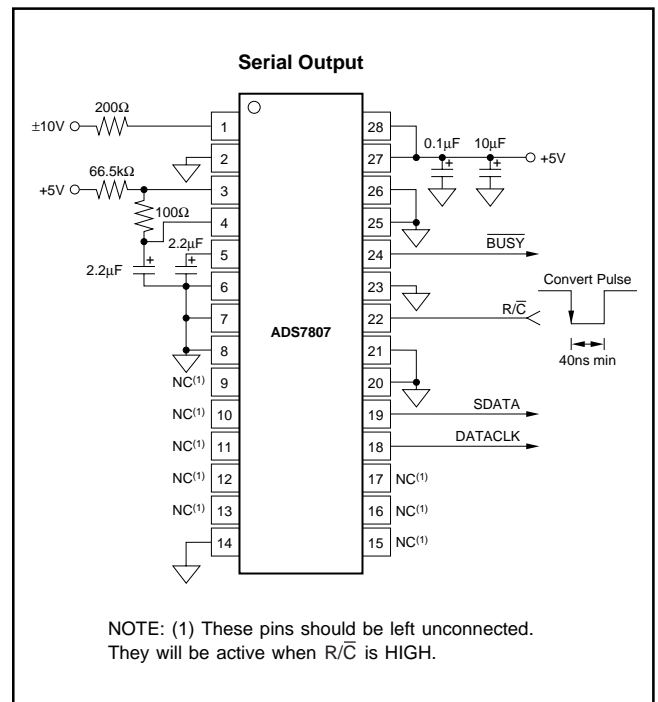 Serial Output
200Ω
±10V
66.5kΩ
+5V
100Ω
2.2µF
+
2.2µF
+
1
2
3
4
5
6
7
8
9
10
11
12
13
14
NC(1)
NC(1)
NC(1)
NC(1)
NC(1)
ADS7807
28
27
26
25
24
23
22
21
20
19
18
17
16
15
0.1µF
10µF
+
+
+5V
B̅U̅S̅Y̅
R/C̅
Convert Pulse
40ns min
SDATA
DATACLK
NC(1)
NC(1)
NC(1)
NOTE: (1) These pins should be left unconnected.
They will be active when R/C̅ is HIGH.